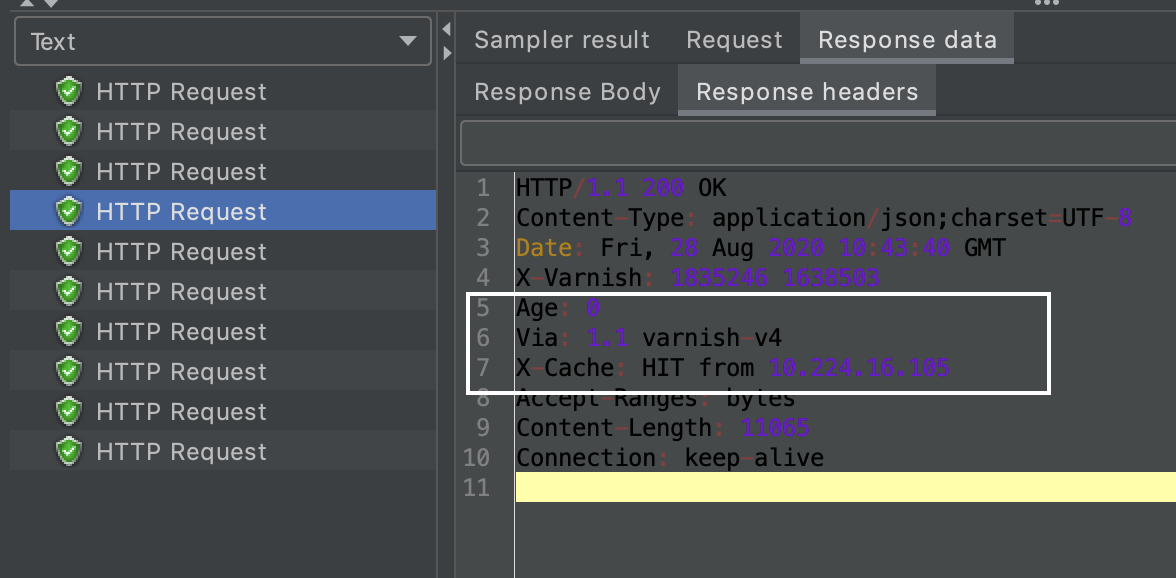 Text
HTTP Request
HTTP Request
HTTP Request
HTTP Request
HTTP Request
HTTP Request
HTTP Request
HTTP Request
HTTP Request
HTTP Request
Sampler result Request Response data
Response Body Response headers
1 HTTP/1.1 200 OK
2 Content-Type: application/json;charset=UTF-8
3 Date: Fri, 28 Aug 2020 10:43:40 GMT
4 X-Varnish: 1835246 1638503
5 Age: 0
6 Via: 1.1 varnish-v4
7 X-Cache: HIT from 10.224.16.105
8 Accept-Ranges: bytes
9 Content-Length: 11065
10 Connection: keep-alive
11